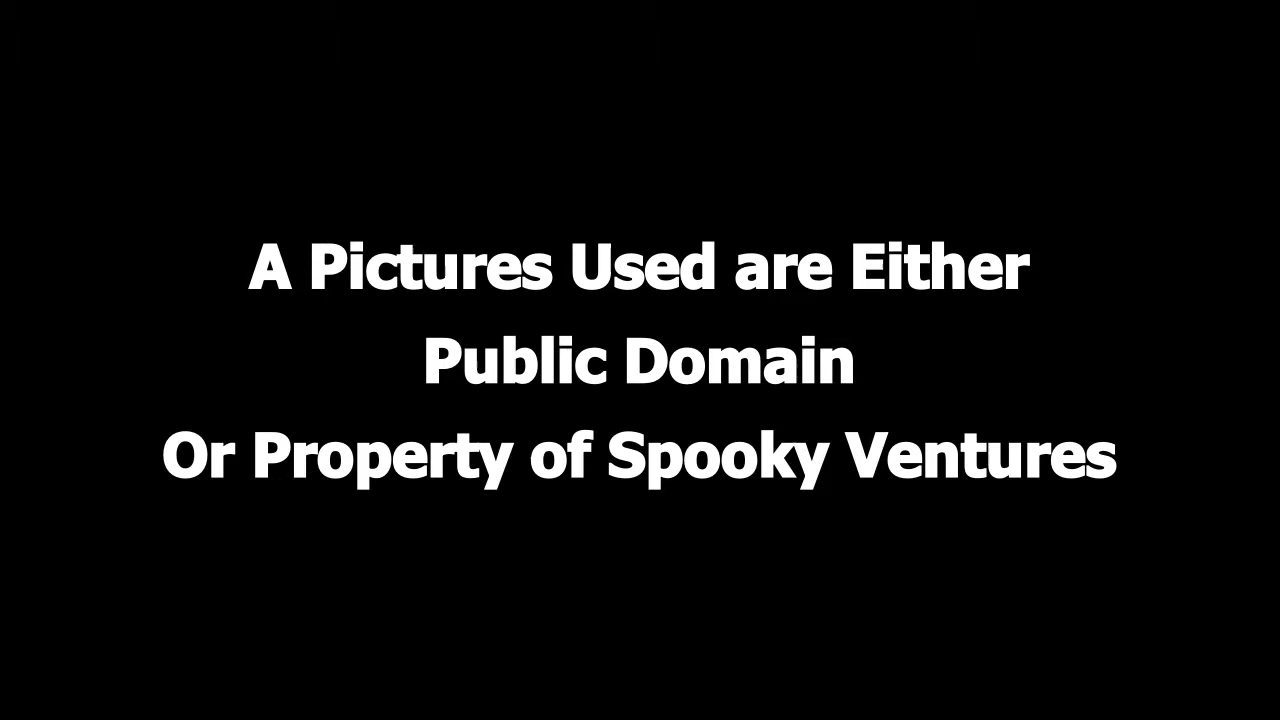 A Pictures Used are Either
Public Domain
Or Property of Spooky Ventures